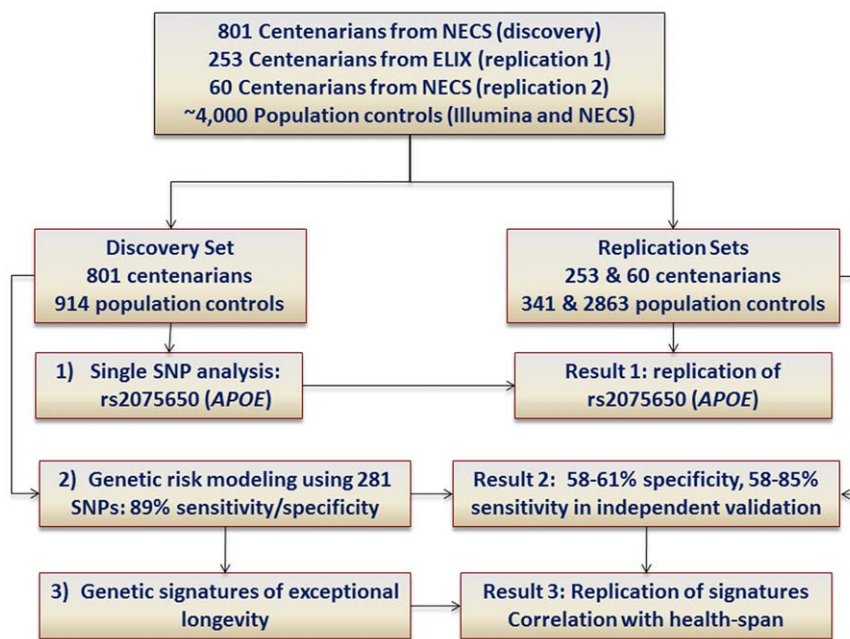 801 Centenarians from NECS (discovery)
253 Centenarians from ELIX (replication 1)
60 Centenarians from NECS (replication 2)
~4,000 Population controls (Illumina and NECS)
Discovery Set
801 centenarians
914 population controls
Replication Sets
253 & 60 centenarians
341 & 2863 population controls
1) Single SNP analysis:
rs2075650 (APOE)
Result 1: replication of
rs2075650 (APOE)
2) Genetic risk modeling using 281
SNPs: 89% sensitivity/specificity
Result 2: 58-61% specificity, 58-85%
sensitivity in independent validation
3) Genetic signatures of exceptional
longevity
Result 3: Replication of signatures
Correlation with health-span